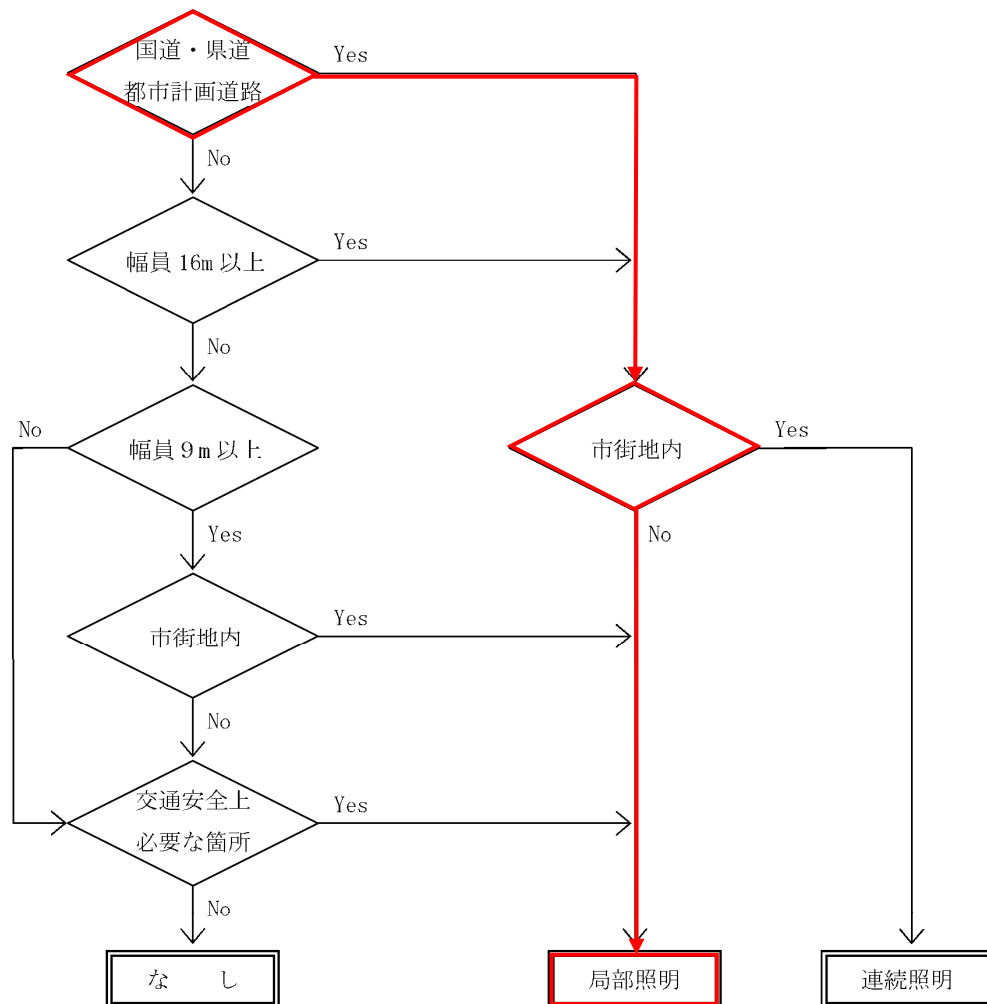 国道・県道
都市計画道路
Yes
No
幅員 16m 以上
Yes
No
幅員 9m 以上
No
Yes
市街地内
Yes
No
市街地内
Yes
No
交通安全上
必要な箇所
Yes
No
な　し
局部照明
連続照明